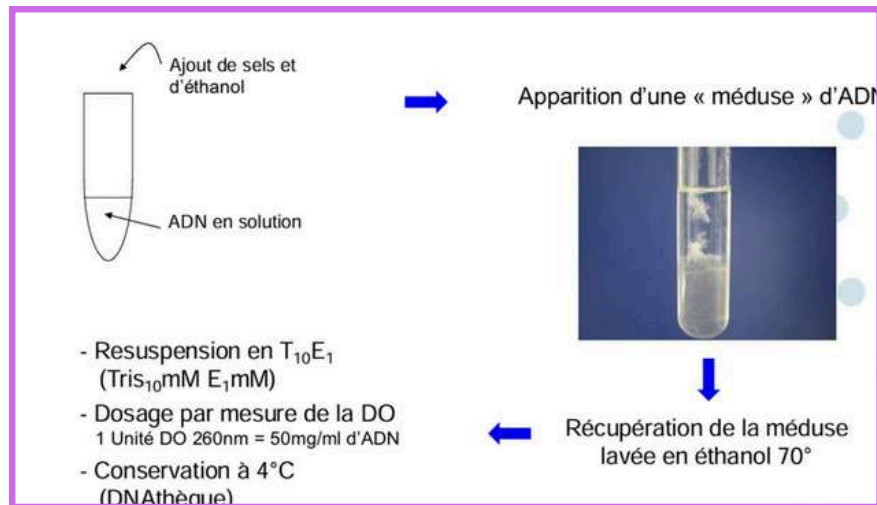 Ajout de sels et
d'éthanol
ADN en solution
Apparition d'une « méduse » d'ADN
Récupération de la méduse
lavée en éthanol 70°
- Resuspension en T₁₀E₁
(Tris₁₀mM E₁mM)
- Dosage par mesure de la DO
1 Unité DO 260nm = 50mg/ml d'ADN
- Conservation à 4°C
(DNAthèque)